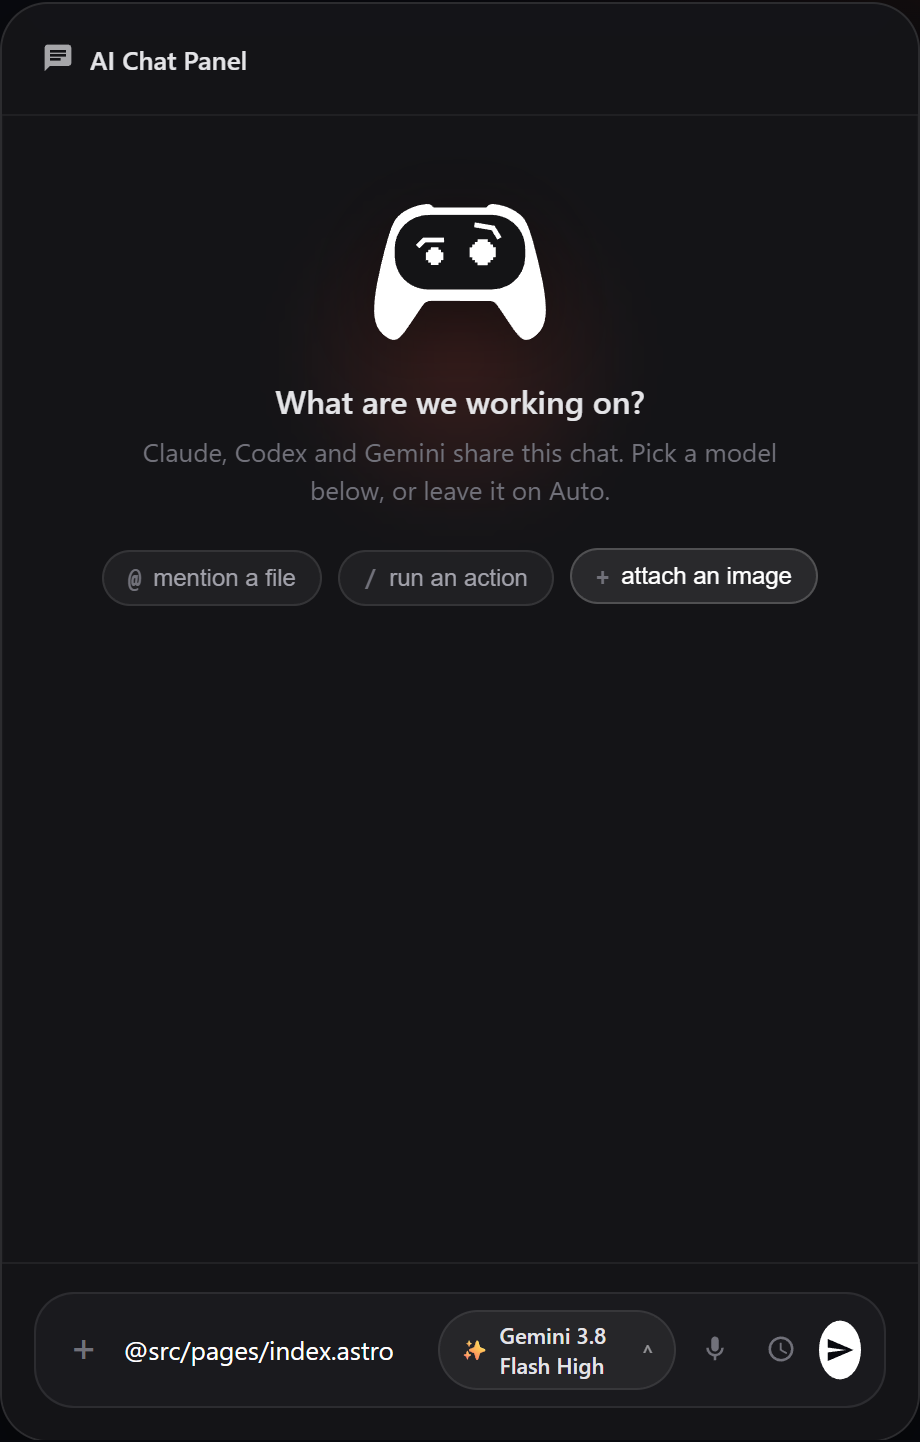 AI Chat Panel
What are we working on?
Claude, Codex and Gemini share this chat. Pick a model
below, or leave it on Auto.
@ mention a file
/ run an action
+ attach an image
+ @src/pages/index.astro
Gemini 3.8
Flash High
^